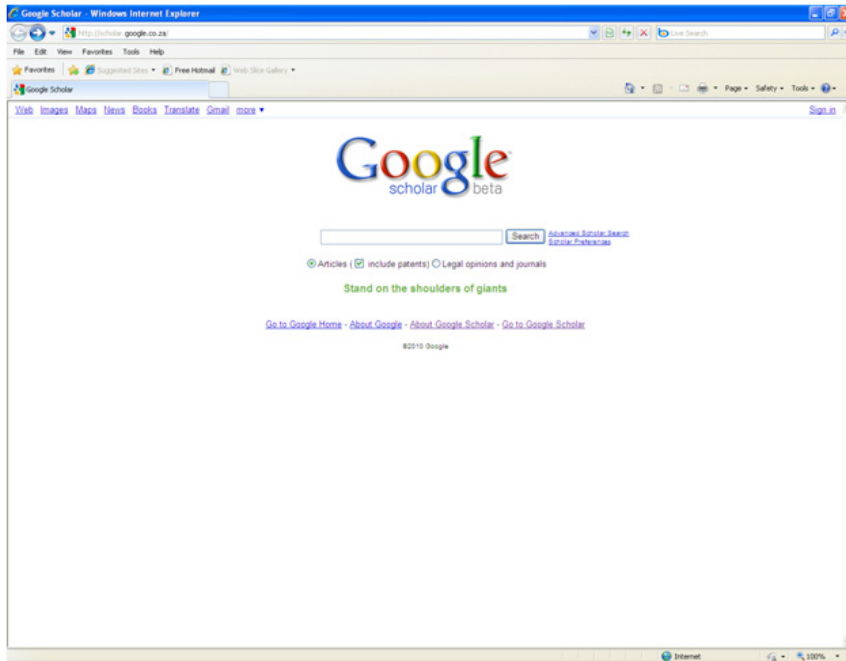 Google Scholar - Windows Internet Explorer
http://scholar.google.co.za/
Live Search
File Edit View Favorites Tools Help
Favorites Suggested Sites Free Hotmail Web Slice Gallery
Google Scholar
Page Safety Tools
Web Images Maps News Books Translate Gmail more
Sign in
Google
scholar beta
Search
Advanced Scholar Search
Scholar Preferences
Articles ( include patents) Legal opinions and journals
Stand on the shoulders of giants
Go to Google Home - About Google - About Google Scholar - Go to Google Scholar
©2010 Google
Internet
100%